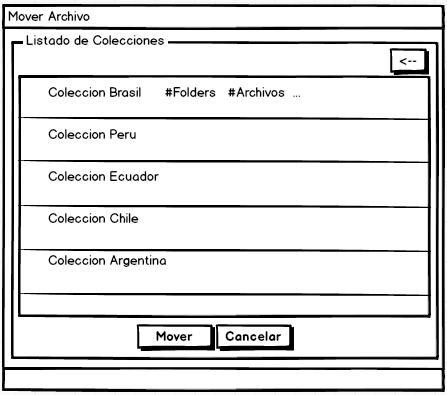 Mover Archivo
Listado de Colecciones
<--
Coleccion Brasil #Folders #Archivos ...
Coleccion Peru
Coleccion Ecuador
Coleccion Chile
Coleccion Argentina
Mover Cancelar